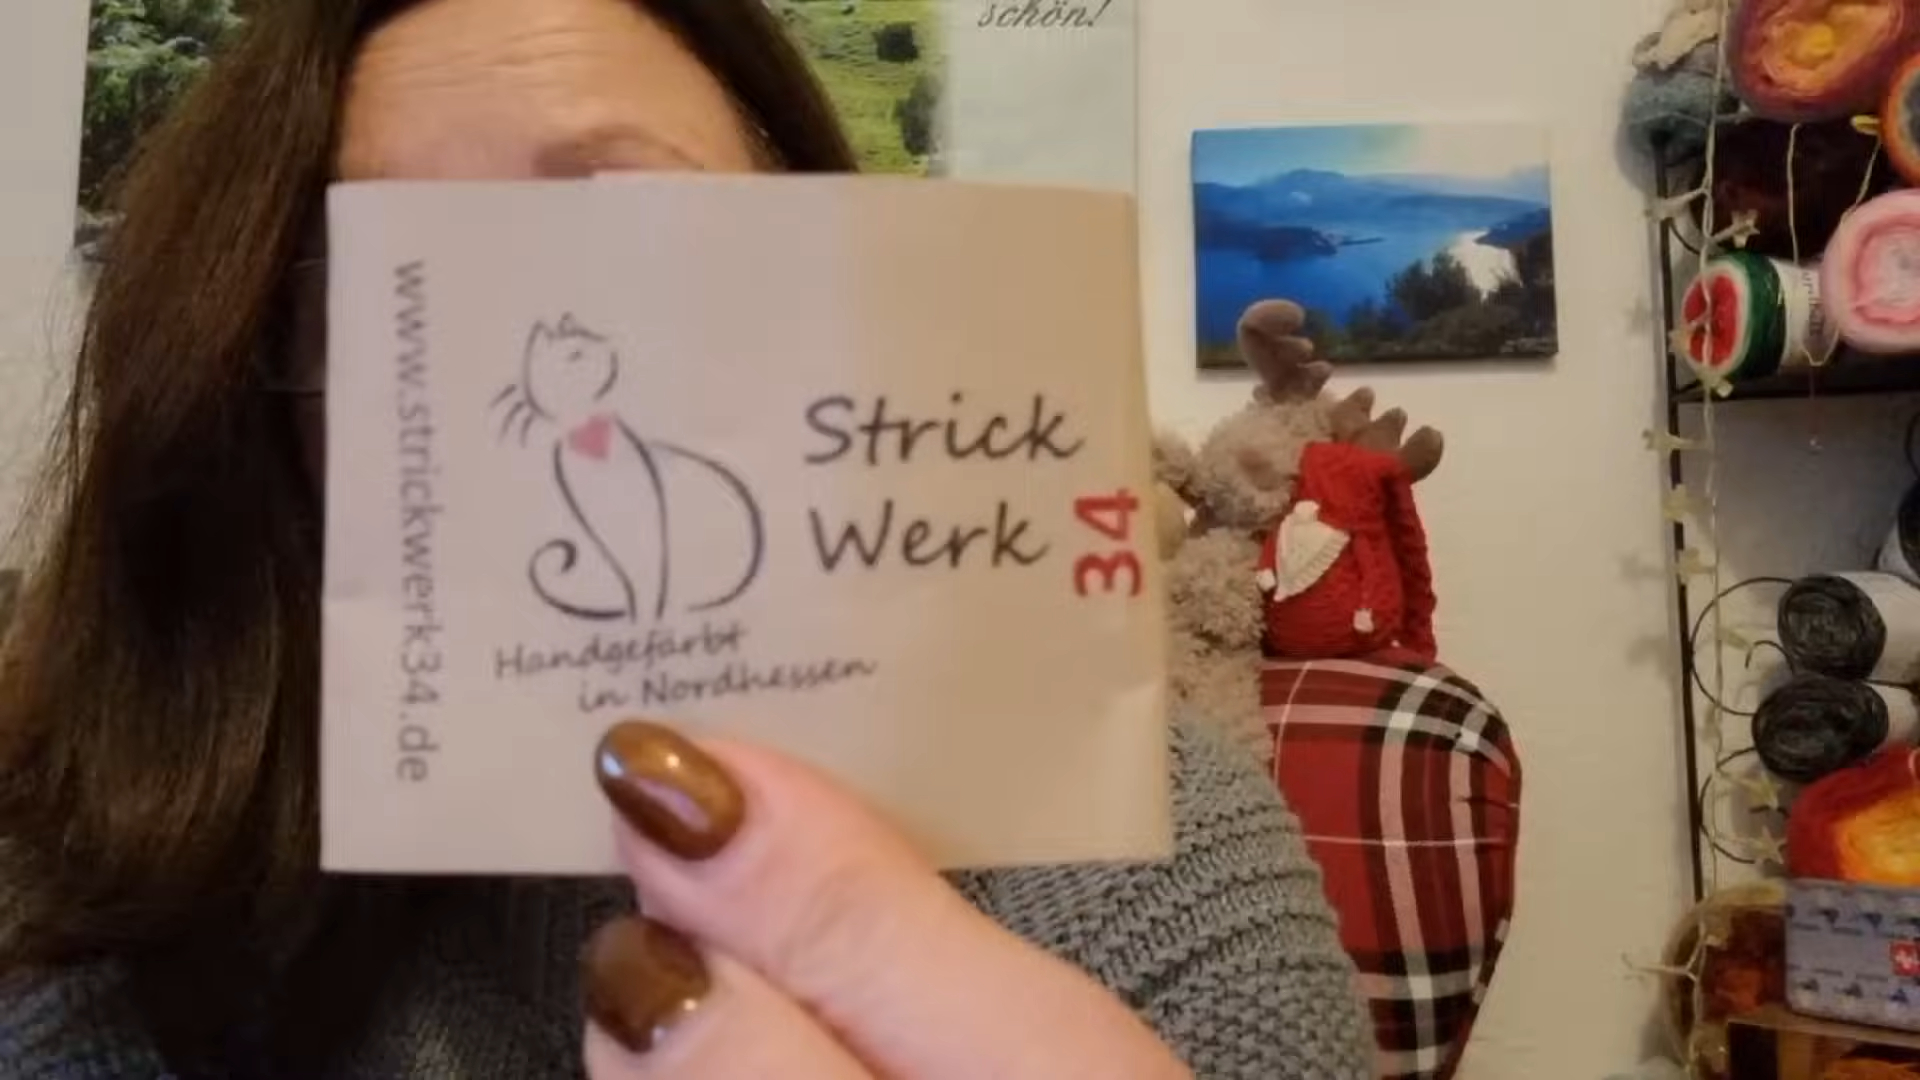 schön!
www.strickwerk34.de
Strick
Werk
34
Handgefärbt
in Nordhessen